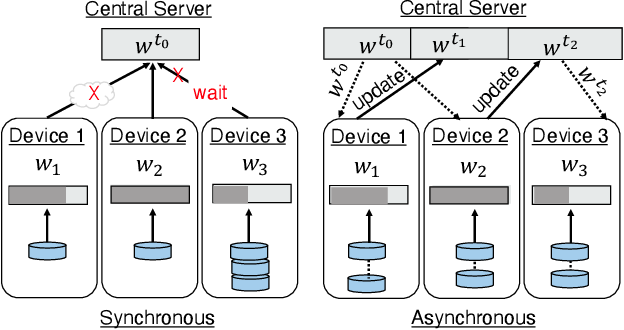 Central Server
w^{t_0}
X
X
wait
Device 1
Device 2
Device 3
w_1
w_2
w_3
Synchronous
Central Server
w^{t_0}
w^{t_1}
w^{t_2}
w^{t_0}
update
update
w^{t_2}
Device 1
Device 2
Device 3
w_1
w_2
w_3
Asynchronous